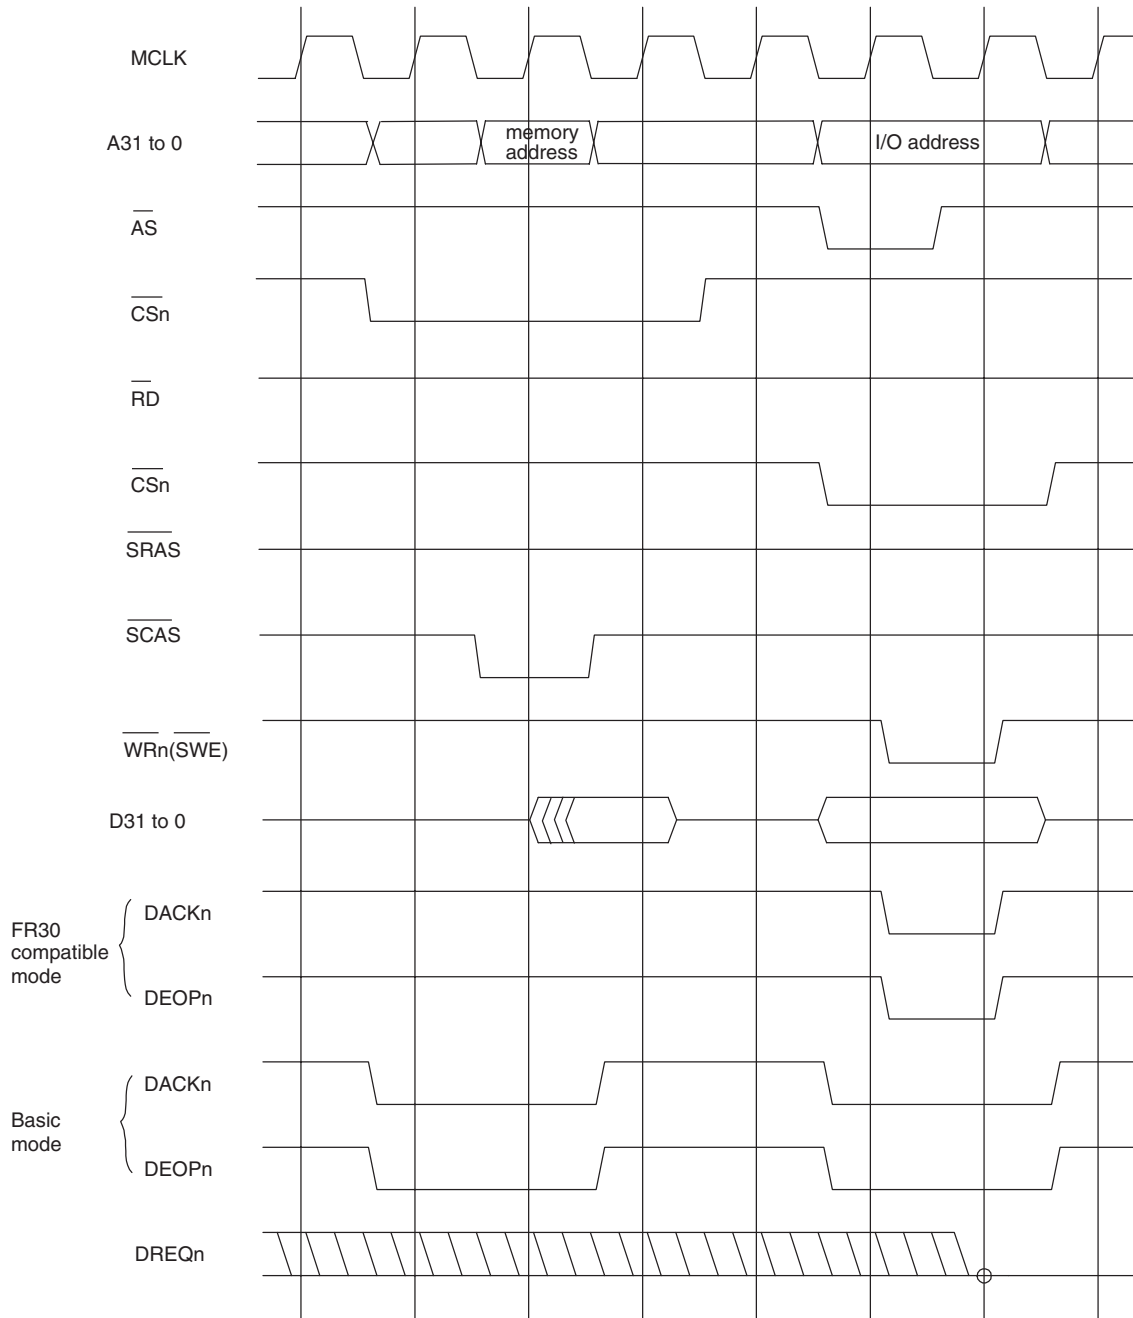 MCLK
A31 to 0
memory
address
I/O address
AS
CSn
RD
CSn
SRAS
SCAS
WRn(SWE)
D31 to 0
FR30
compatible
mode
DACKn
DEOPn
Basic
mode
DACKn
DEOPn
DREQn